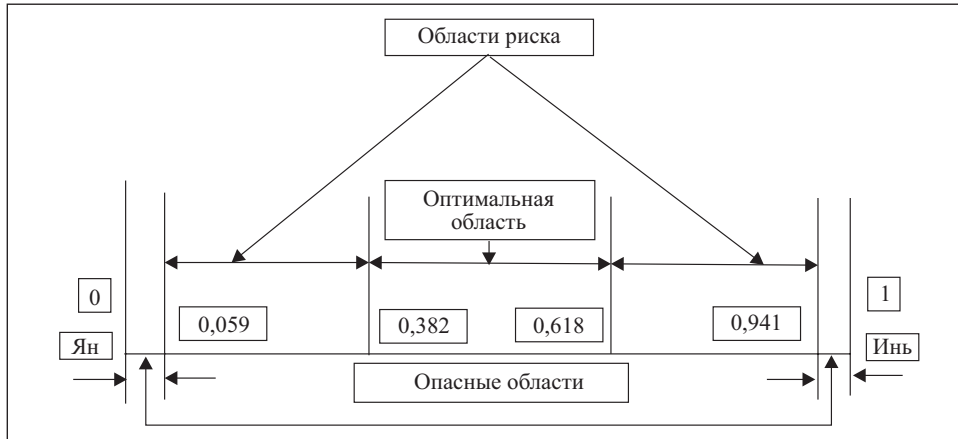 Области риска
Оптимальная
область
0
1
0,059
0,382
0,618
0,941
Ян
Инь
Опасные области